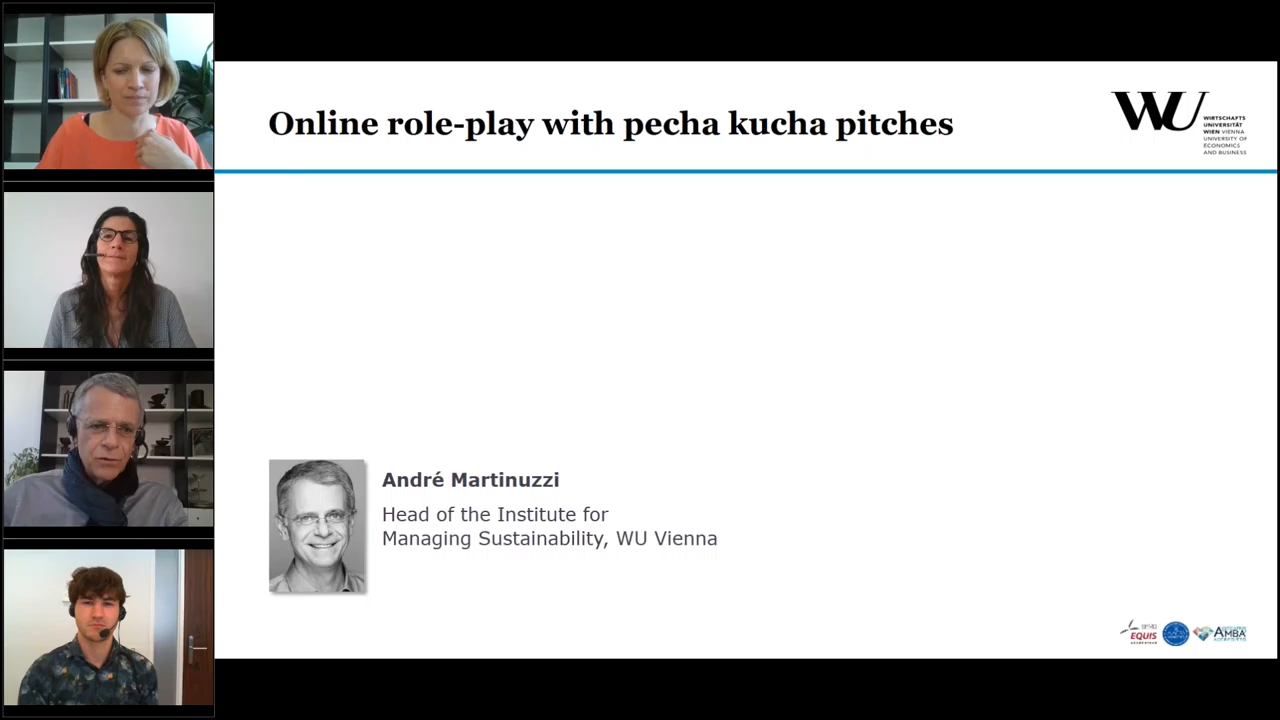 Online role-play with pecha kucha pitches
WU
WIRTSCHAFTS
UNIVERSITÄT
WIEN VIENNA
UNIVERSITY OF
ECONOMICS
AND BUSINESS
André Martinuzzi
Head of the Institute for
Managing Sustainability, WU Vienna
EQUIS
AMBA